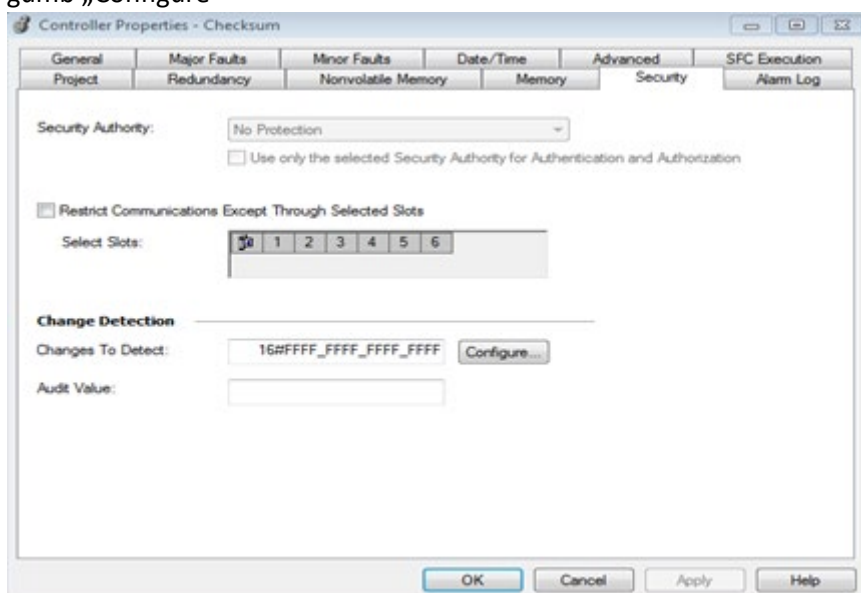 gumb „Configure“
Controller Properties - Checksum
General Major Faults Minor Faults Date/Time Advanced SFC Execution
Project Redundancy Nonvolatile Memory Memory Security Alarm Log
Security Authority: No Protection
Use only the selected Security Authority for Authentication and Authorization
Restrict Communications Except Through Selected Slots
Select Slots: 1 2 3 4 5 6
Change Detection
Changes To Detect: 16#FFFF_FFFF_FFFF_FFFF Configure...
Audit Value:
OK Cancel Apply Help